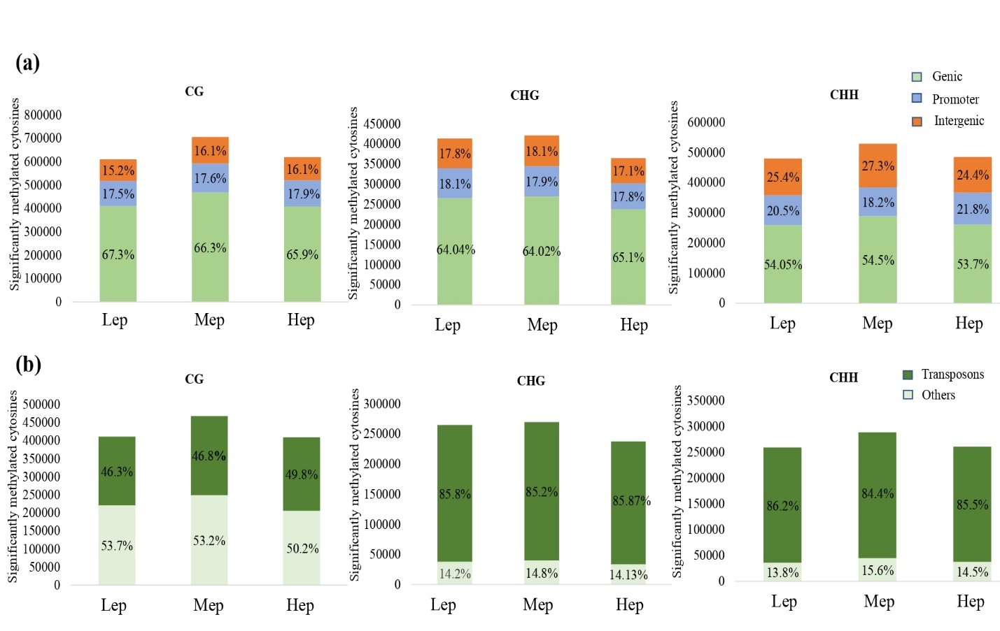 (a)
CG
Significantly methylated cytosines
800000
700000
600000
500000
400000
300000
200000
100000
0
15.2%
17.5%
67.3%
16.1%
17.6%
66.3%
16.1%
17.9%
65.9%
Lep
Mep
Hep
CHG
Significantly methylated cytosines
450000
400000
350000
300000
250000
200000
150000
100000
50000
0
17.8%
18.1%
64.04%
18.1%
17.9%
64.02%
17.1%
17.8%
65.1%
Lep
Mep
Hep
CHH
Significantly methylated cytosines
600000
500000
400000
300000
200000
100000
0
25.4%
20.5%
54.05%
27.3%
18.2%
54.5%
24.4%
21.8%
53.7%
Lep
Mep
Hep
Genic
Promoter
Intergenic
(b)
CG
Significantly methylated cytosines
500000
450000
400000
350000
300000
250000
200000
150000
100000
50000
0
46.3%
53.7%
46.8%
53.2%
49.8%
50.2%
Lep
Mep
Hep
CHG
Significantly methylated cytosines
300000
250000
200000
150000
100000
50000
0
85.8%
14.2%
85.2%
14.8%
85.87%
14.13%
Lep
Mep
Hep
CHH
Significantly methylated cytosines
350000
300000
250000
200000
150000
100000
50000
0
86.2%
13.8%
84.4%
15.6%
85.5%
14.5%
Lep
Mep
Hep
Transposons
Others